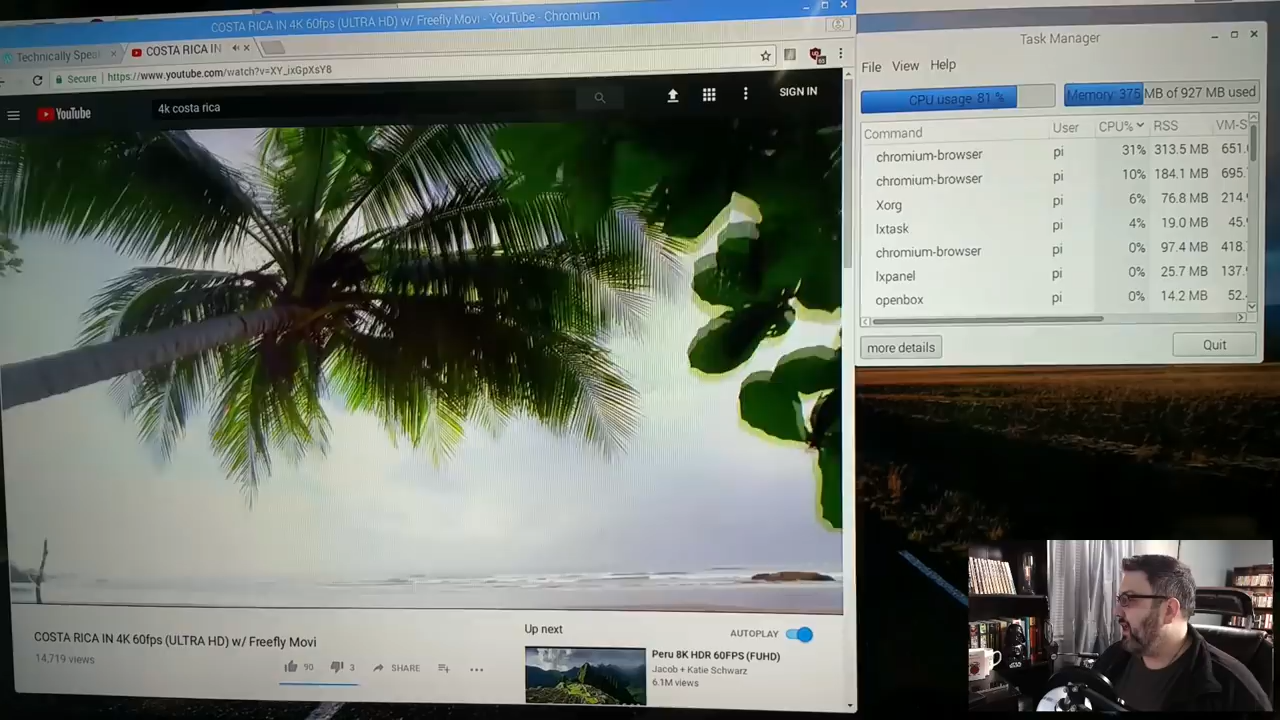 COSTA RICA IN 4K 60fps (ULTRA HD) w/ Freefly Movi - YouTube - Chromium
Technically Speal
COSTA RICA IN
Secure | https://www.youtube.com/watch?v=XY_ixGpXsY8
YouTube
4k costa rica
SIGN IN
COSTA RICA IN 4K 60fps (ULTRA HD) w/ Freefly Movi
14,719 views
90
3
SHARE
Up next
AUTOPLAY
Peru 8K HDR 60FPS (FUHD)
Jacob + Katie Schwarz
6.1M views
Task Manager
File View Help
CPU usage: 81 %
Memory: 375 MB of 927 MB used
Command User CPU% RSS VM-S
chromium-browser pi 31% 313.5 MB 651.
chromium-browser pi 10% 184.1 MB 695.
Xorg pi 6% 76.8 MB 214.
lxtask pi 4% 19.0 MB 45.
chromium-browser pi 0% 97.4 MB 418.
lxpanel pi 0% 25.7 MB 137.
openbox pi 0% 14.2 MB 52.
more details
Quit